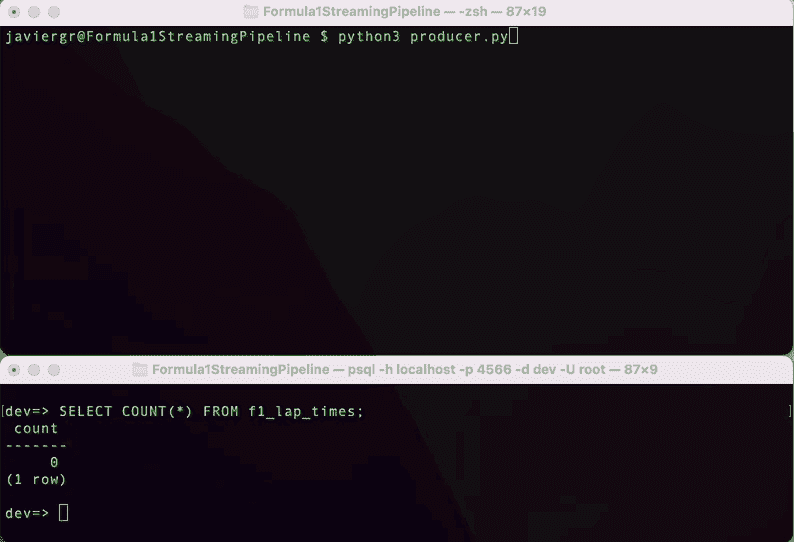 Formula1StreamingPipeline — -zsh — 87×19
javiergr@Formula1StreamingPipeline $ python3 producer.py
Formula1StreamingPipeline — psql -h localhost -p 4566 -d dev -U root — 87×9
[dev=> SELECT COUNT(*) FROM f1_lap_times; ]
count
-------
0
(1 row)
dev=>